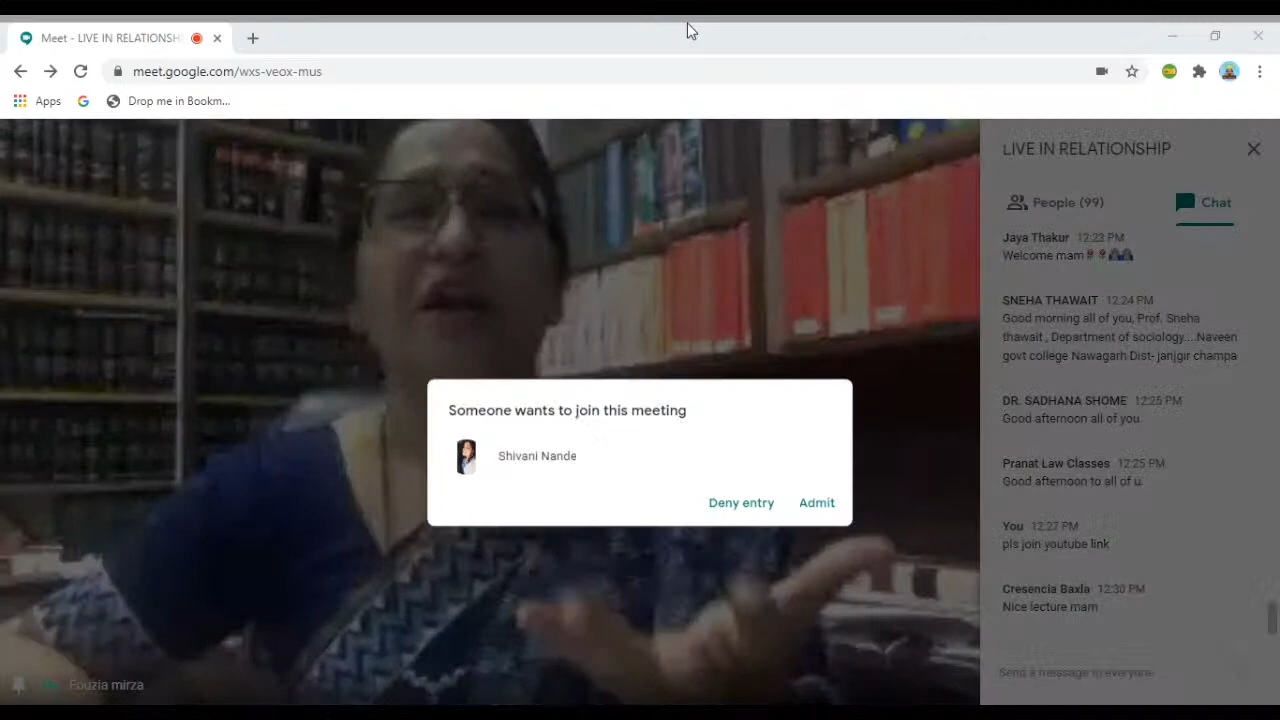 Meet - LIVE IN RELATIONSH
meet.google.com/wxs-veox-mus
Apps
Drop me in Bookm...
LIVE IN RELATIONSHIP
People (99)
Chat
Jaya Thakur 12:23 PM
Welcome mam
SNEHA THAWAIT 12:24 PM
Good morning all of you, Prof. Sneha
thawait , Department of sociology....Naveen
govt college Nawagarh Dist- janjgir champa
DR. SADHANA SHOME 12:25 PM
Good afternoon all of you
Pranat Law Classes 12:25 PM
Good afternoon to all of u.
You 12:27 PM
pls join youtube link
Cresencia Baxla 12:30 PM
Nice lecture mam
Send a message to everyone
Someone wants to join this meeting
Shivani Nande
Deny entry Admit
Fouzia mirza